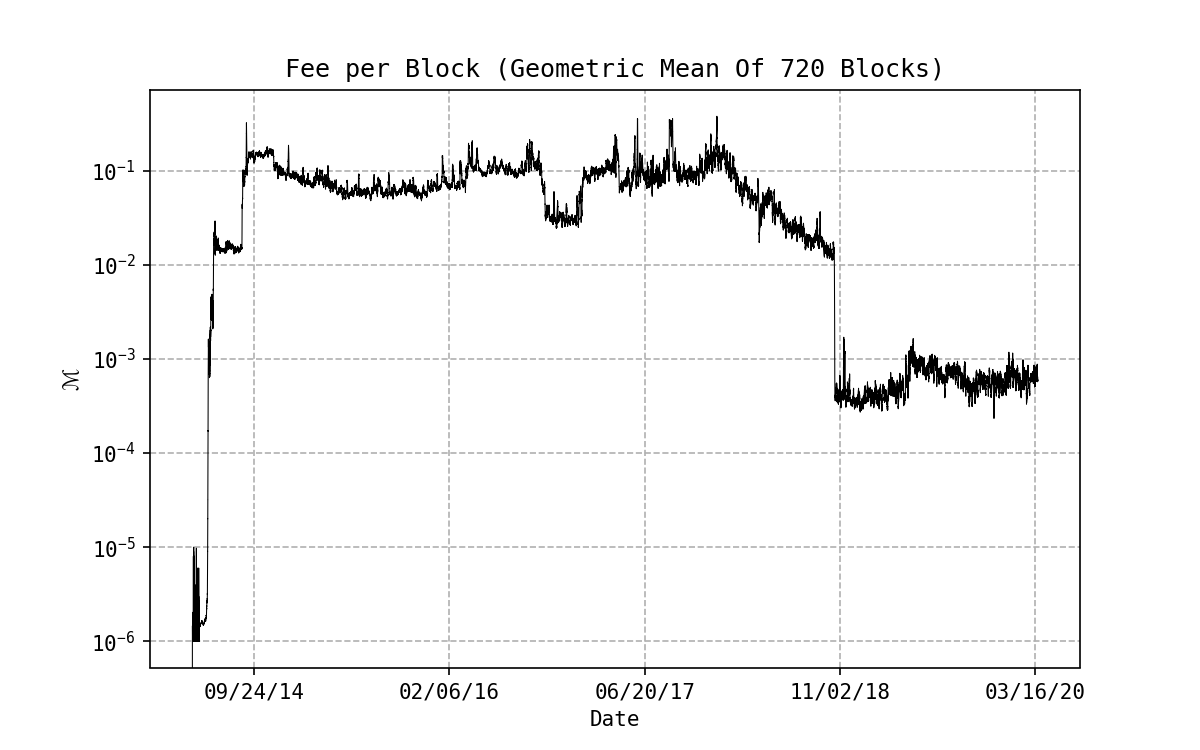 Fee per Block (Geometric Mean Of 720 Blocks)
10⁻¹
10⁻²
10⁻³
ℳ
10⁻⁴
10⁻⁵
10⁻⁶
09/24/14 02/06/16 06/20/17 11/02/18 03/16/20
Date